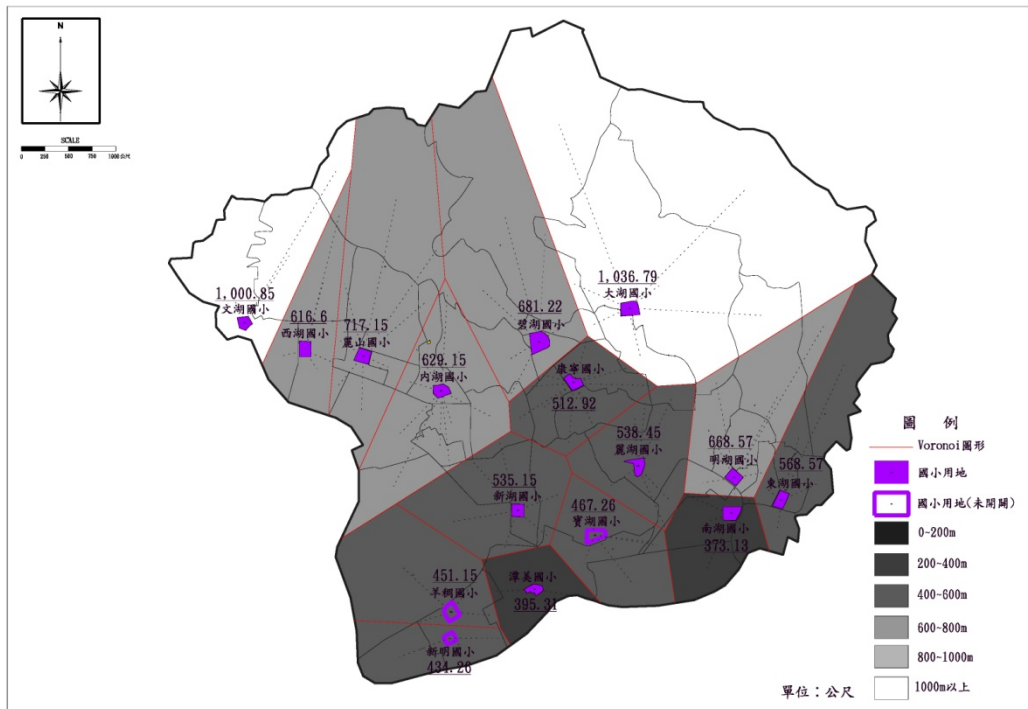 N
SCALE
0 250 500 750 1000公尺
1,036.79
大湖國小
1,000.85
文湖國小
616.6
西湖國小
717.15
麗山國小
681.22
碧湖國小
629.15
內湖國小
康寧國小
512.92
538.45
麗湖國小
668.57
明湖國小
568.57
東湖國小
535.15
新湖國小
467.26
寶湖國小
南湖國小
373.13
451.15
羊稠國小
潭美國小
395.31
新明國小
434.26
圖 例
Voronoi圖形
國小用地
國小用地(未開闢)
0~200m
200~400m
400~600m
600~800m
800~1000m
1000m以上
單位：公尺